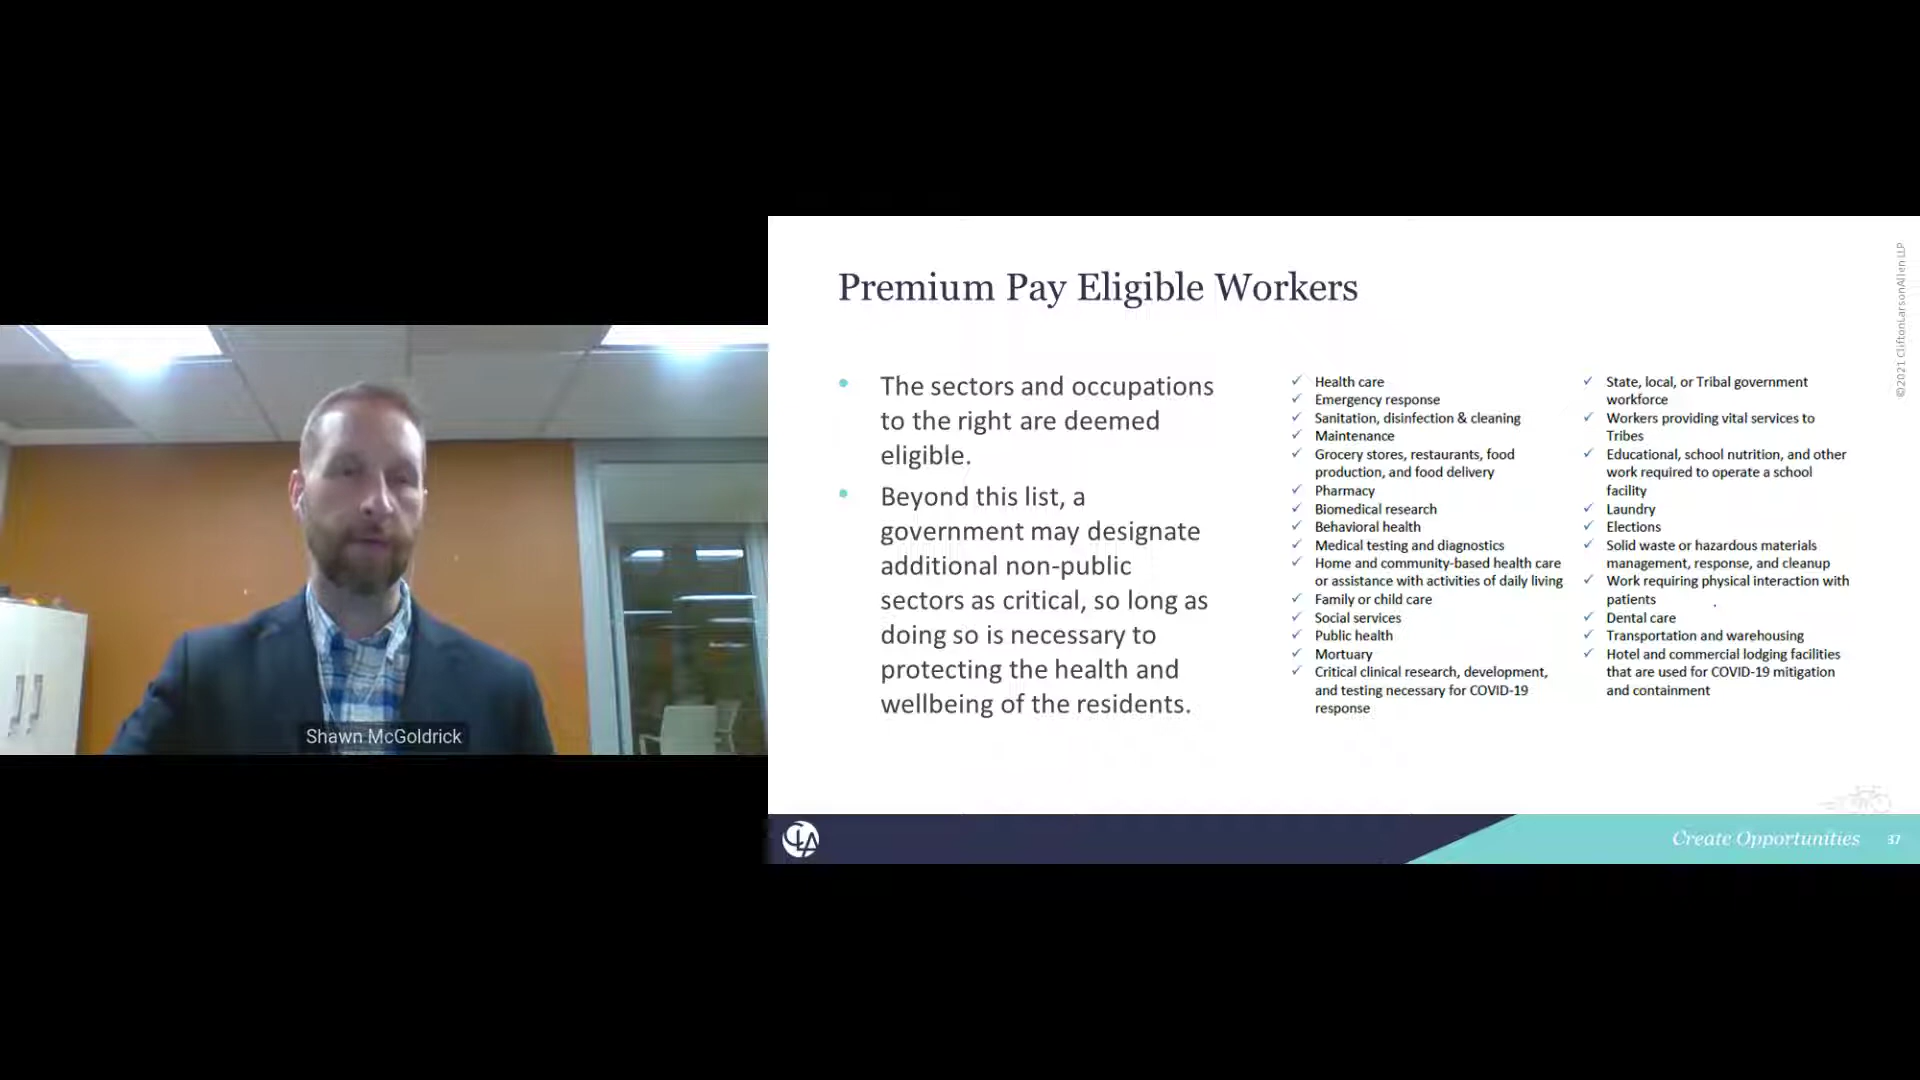 Premium Pay Eligible Workers
©2021 CliftonLarsonAllen LLP
The sectors and occupations
to the right are deemed
eligible.
Beyond this list, a
government may designate
additional non-public
sectors as critical, so long as
doing so is necessary to
protecting the health and
wellbeing of the residents.
Health care
Emergency response
Sanitation, disinfection & cleaning
Maintenance
Grocery stores, restaurants, food
production, and food delivery
Pharmacy
Biomedical research
Behavioral health
Medical testing and diagnostics
Home and community-based health care
or assistance with activities of daily living
Family or child care
Social services
Public health
Mortuary
Critical clinical research, development,
and testing necessary for COVID-19
response
State, local, or Tribal government
workforce
Workers providing vital services to
Tribes
Educational, school nutrition, and other
work required to operate a school
facility
Laundry
Elections
Solid waste or hazardous materials
management, response, and cleanup
Work requiring physical interaction with
patients
Dental care
Transportation and warehousing
Hotel and commercial lodging facilities
that are used for COVID-19 mitigation
and containment
Shawn McGoldrick
CLA
Create Opportunities